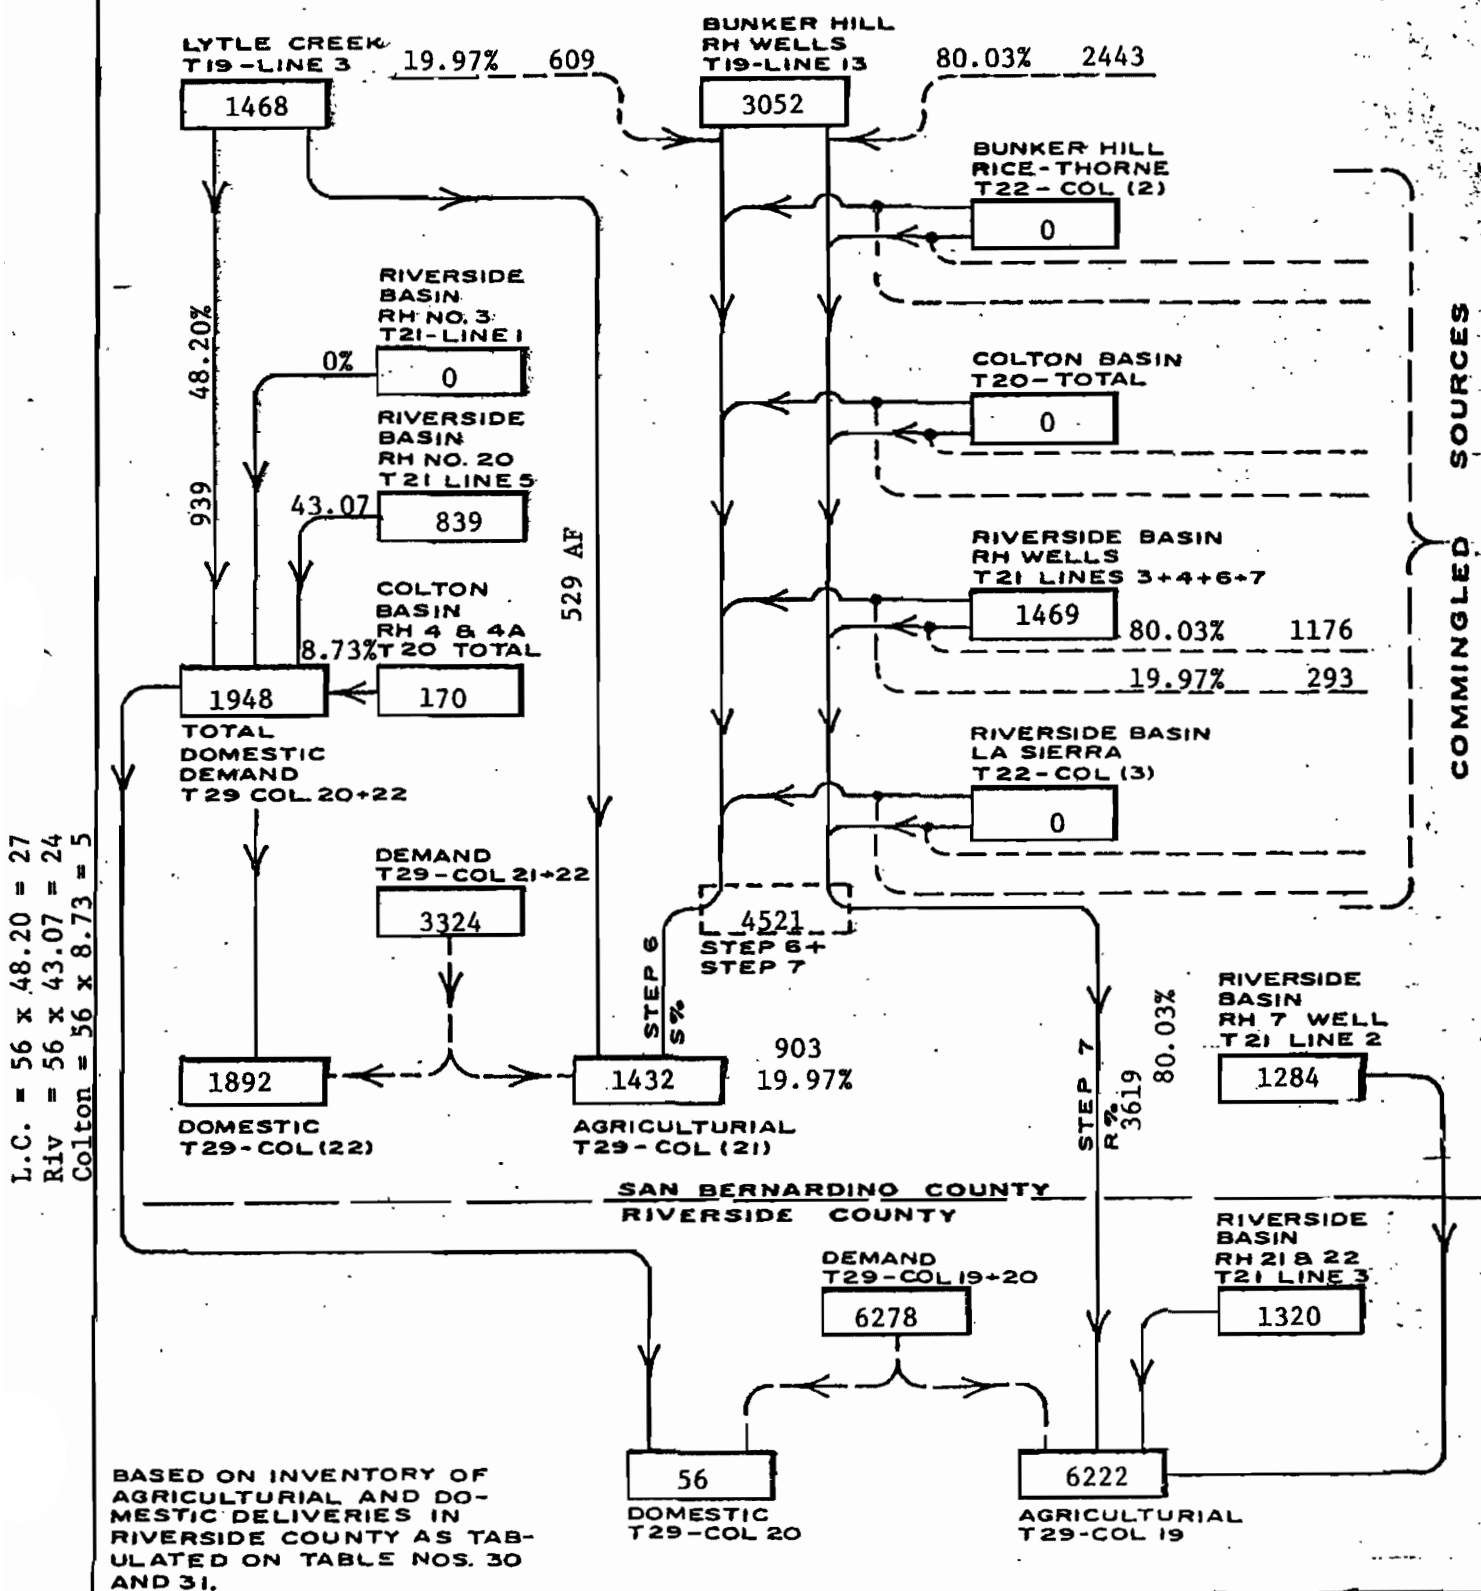 LYTLE CREEK
T19-LINE 3
1468
19.97% 609
BUNKER HILL
RH WELLS
T19-LINE 13
3052
80.03% 2443
BUNKER HILL
RICE-THORNE
T22-COL (2)
0
RIVERSIDE
BASIN
RH NO. 3
T21-LINE 1
0% 0
48.20%
939
COLTON BASIN
T20-TOTAL
0
RIVERSIDE
BASIN
RH NO. 20
T21 LINE 5
43.07 839
529 AF
RIVERSIDE BASIN
RH WELLS
T21 LINES 3+4+6+7
1469
80.03% 1176
19.97% 293
COLTON
BASIN
RH 4 & 4A
T20 TOTAL
8.73%
170
1948
TOTAL
DOMESTIC
DEMAND
T29 COL. 20+22
RIVERSIDE BASIN
LA SIERRA
T22-COL (3)
0
COMMINGLED SOURCES
L.C. = 56 x 48.20 = 27
Riv = 56 x 43.07 = 24
Colton = 56 x 8.73 = 5
DEMAND
T29-COL 21+22
3324
4521
STEP 6+
STEP 7
STEP 6
S%
1892
DOMESTIC
T29-COL (22)
1432
903
19.97%
AGRICULTURIAL
T29-COL (21)
STEP 7
R%
3619
80.03%
RIVERSIDE
BASIN
RH 7 WELL
T21 LINE 2
1284
SAN BERNARDINO COUNTY
RIVERSIDE COUNTY
DEMAND
T29-COL 19+20
6278
RIVERSIDE
BASIN
RH 21 & 22
T21 LINE 3
1320
56
DOMESTIC
T29-COL 20
6222
AGRICULTURIAL
T29-COL 19
BASED ON INVENTORY OF
AGRICULTURIAL AND DO-
MESTIC DELIVERIES IN
RIVERSIDE COUNTY AS TAB-
ULATED ON TABLE NOS. 30
AND 31.